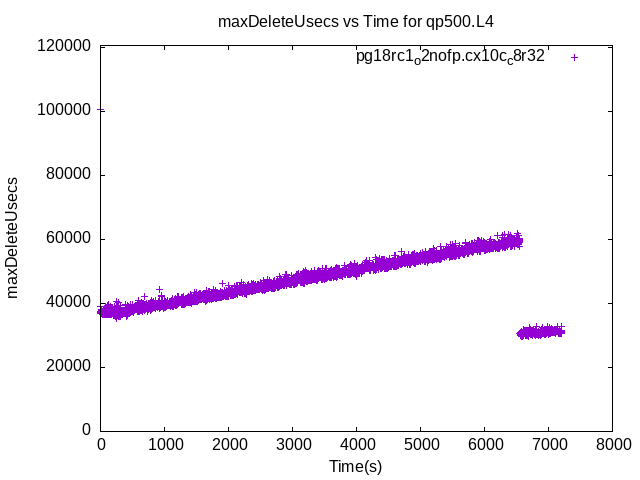 maxDeleteUsecs vs Time for qp500.L4
pg18rc1o2nofp.cx10cc8r32
120000
100000
80000
60000
40000
20000
0
maxDeleteUsecs
0 1000 2000 3000 4000 5000 6000 7000 8000
Time(s)